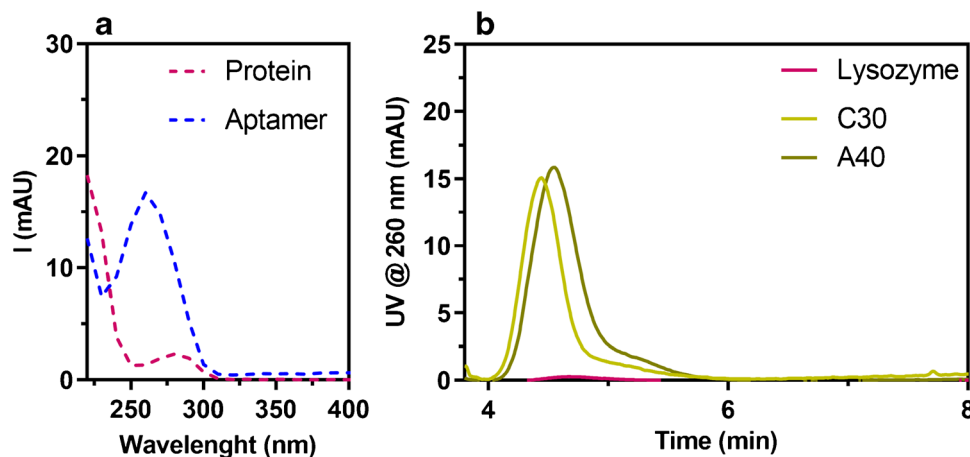 a
I (mAU)
30
20
10
0
250
300
350
400
Wavelenght (nm)
Protein
Aptamer
b
UV @ 260 nm (mAU)
25
20
15
10
5
0
4
6
8
Time (min)
Lysozyme
C30
A40